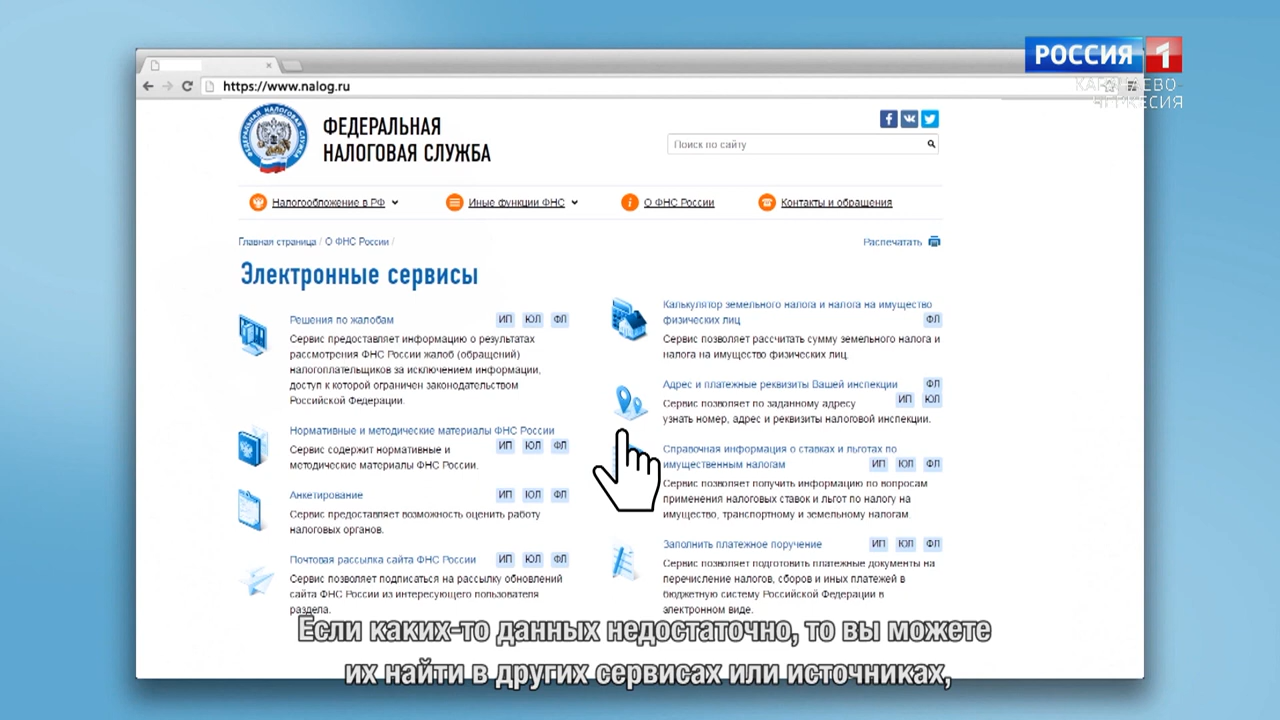 РОССИЯ 1
КАРАЧАЕВО-
ЧЕРКЕСИЯ
https://www.nalog.ru
ФЕДЕРАЛЬНАЯ
НАЛОГОВАЯ СЛУЖБА
Поиск по сайту
Налогообложение в РФ
Иные функции ФНС
О ФНС России
Контакты и обращения
Главная страница / О ФНС России /
Распечатать
Электронные сервисы
Решения по жалобам ИП ЮЛ ФЛ
Сервис предоставляет информацию о результатах
рассмотрения ФНС России жалоб (обращений)
налогоплательщиков за исключением информации,
доступ к которой ограничен законодательством
Российской Федерации.
Нормативные и методические материалы ФНС России
ИП ЮЛ ФЛ
Сервис содержит нормативные и
методические материалы ФНС России.
Анкетирование ИП ЮЛ ФЛ
Сервис предоставляет возможность оценить работу
налоговых органов.
Почтовая рассылка сайта ФНС России ИП ЮЛ ФЛ
Сервис позволяет подписаться на рассылку обновлений
сайта ФНС России из интересующего пользователя
раздела.
Калькулятор земельного налога и налога на имущество
физических лиц ФЛ
Сервис позволяет рассчитать сумму земельного налога и
налога на имущество физических лиц.
Адрес и платежные реквизиты Вашей инспекции ФЛ
ИП ЮЛ
Сервис позволяет по заданному адресу
узнать номер, адрес и реквизиты налоговой инспекции.
Справочная информация о ставках и льготах по
имущественным налогам ИП ЮЛ ФЛ
Сервис позволяет получить информацию по вопросам
применения налоговых ставок и льгот по налогу на
имущество, транспортному и земельному налогам.
Заполнить платежное поручение ИП ЮЛ ФЛ
Сервис позволяет подготовить платежные документы на
перечисление налогов, сборов и иных платежей в
бюджетную систему Российской Федерации в
электронном виде.
Если каких-то данных недостаточно, то вы можете
их найти в других сервисах или источниках,